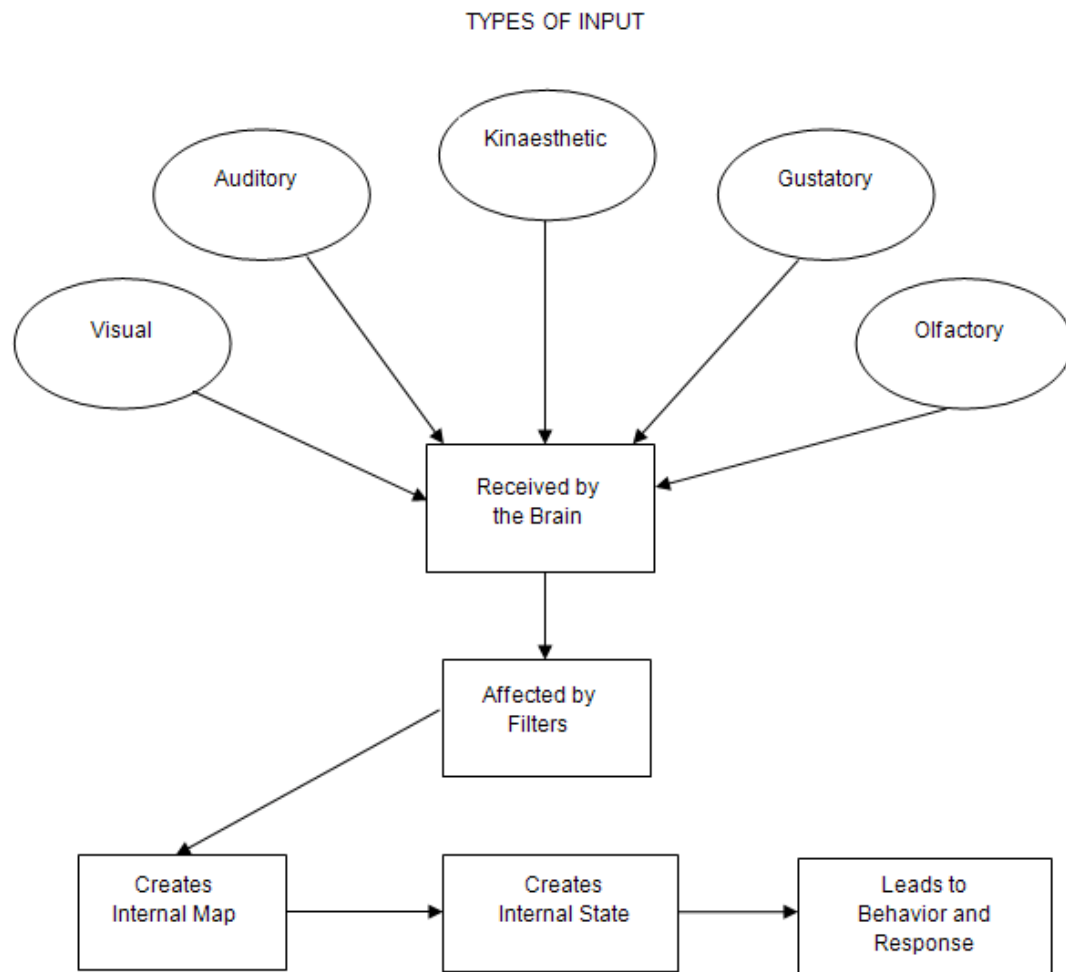 TYPES OF INPUT
Kinaesthetic
Auditory
Gustatory
Visual
Olfactory
Received by
the Brain
Affected by
Filters
Creates
Internal Map
Creates
Internal State
Leads to
Behavior and
Response